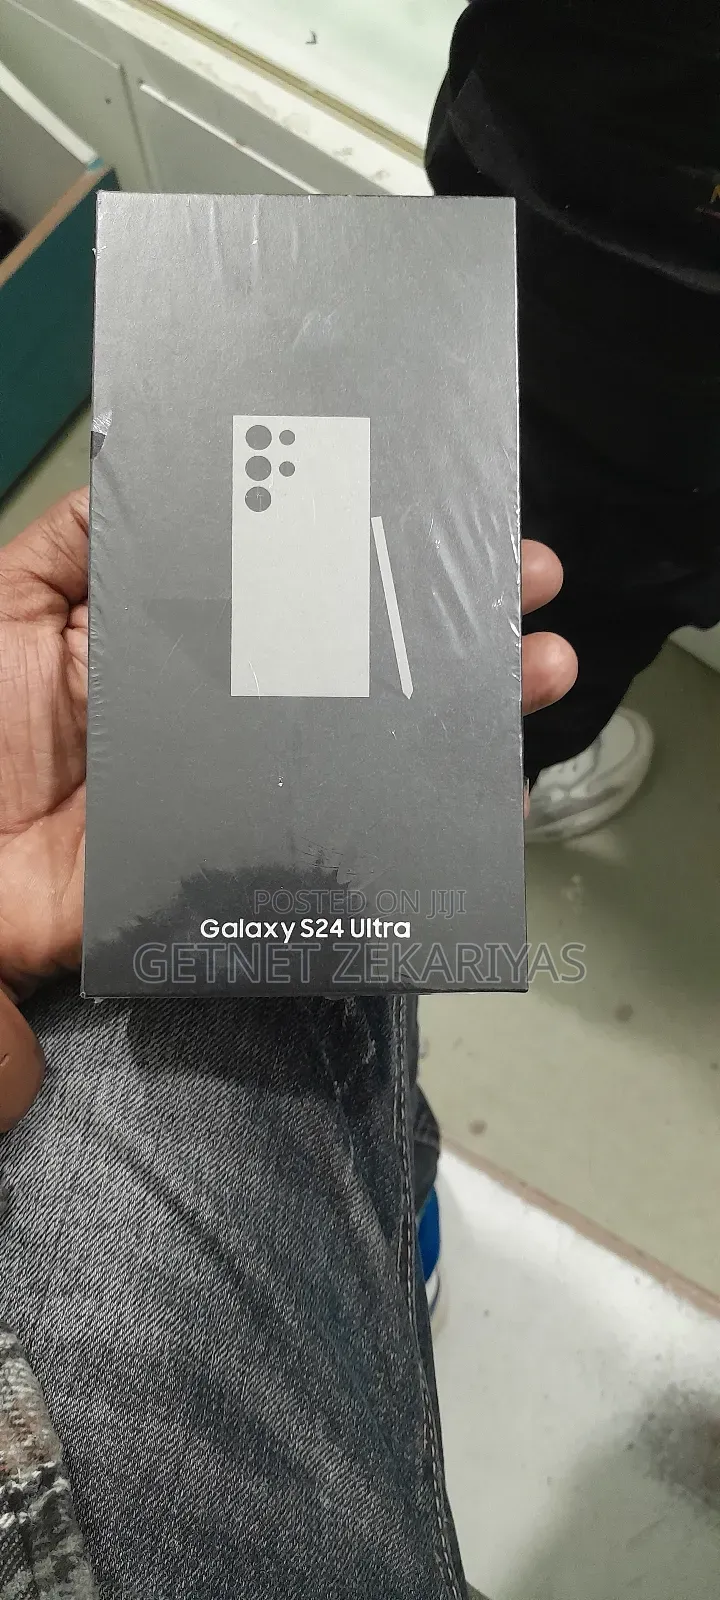 POSTED ON JIJI
Galaxy S24 Ultra
GETNET ZEKARIYAS